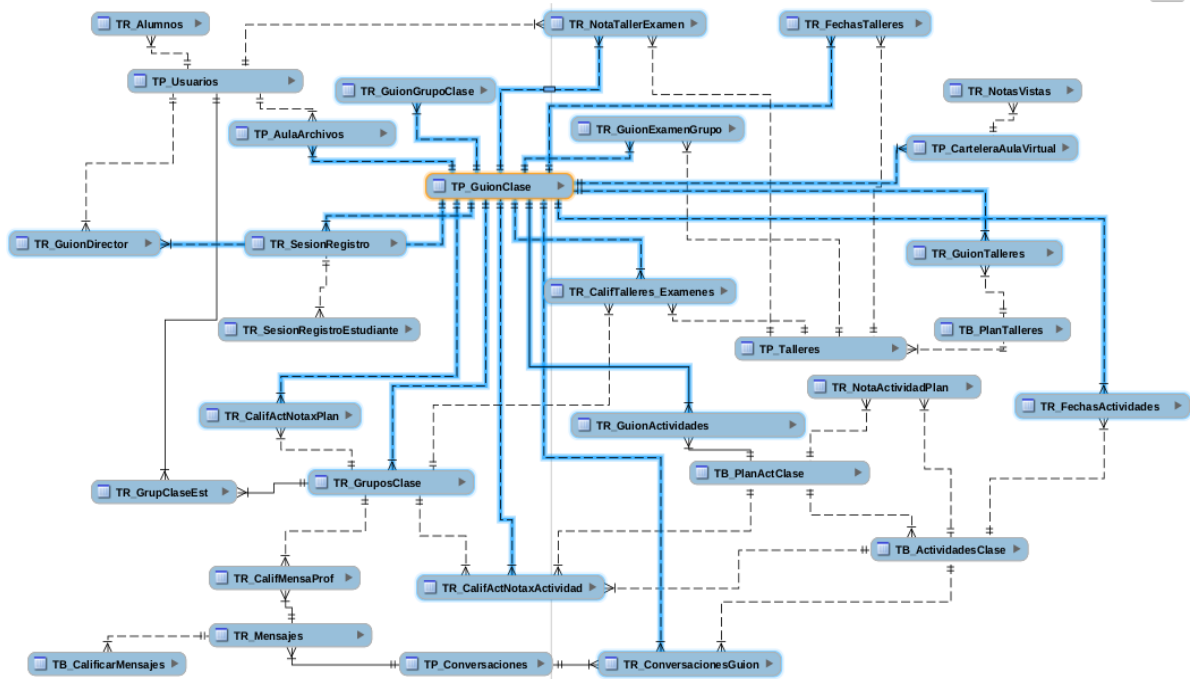 TR_Alumnos
TR_NotaTallerExamen
TR_FechasTalleres
TP_Usuarios
TR_GuionGrupoClase
TR_NotasVistas
TP_AulaArchivos
TR_GuionExamenGrupo
TP_CarteleraAulaVirtual
TP_GuionClase
TR_GuionDirector
TR_SesionRegistro
TR_GuionTalleres
TR_CalifTalleres_Examenes
TR_SesionRegistroEstudiante
TB_PlanTalleres
TP_Talleres
TR_NotaActividadPlan
TR_CalifActNotaxPlan
TR_GuionActividades
TR_FechasActividades
TB_PlanActClase
TR_GrupClaseEst
TR_GruposClase
TB_ActividadesClase
TR_CalifMensaProf
TR_CalifActNotaxActividad
TR_Mensajes
TB_CalificarMensajes
TP_Conversaciones
TR_ConversacionesGuion